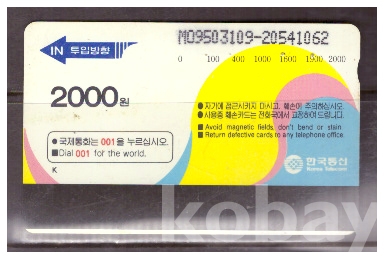 IN 투입방향
M09503109-20541062
0 100 400 1000 1600 1900 2000
2000원
●자기에 접근시키지 마시고, 훼손에 주의하십시오.
●사용중 훼손카드는 전화국에서 교정하여 드립니다.
■Avoid magnetic fields, don't bend or stain
■Return defective cards to any telephone office.
●국제통화는 001을 누르십시오.
■Dial 001 for the world.
K
한국통신
Korea Telecom
kobay